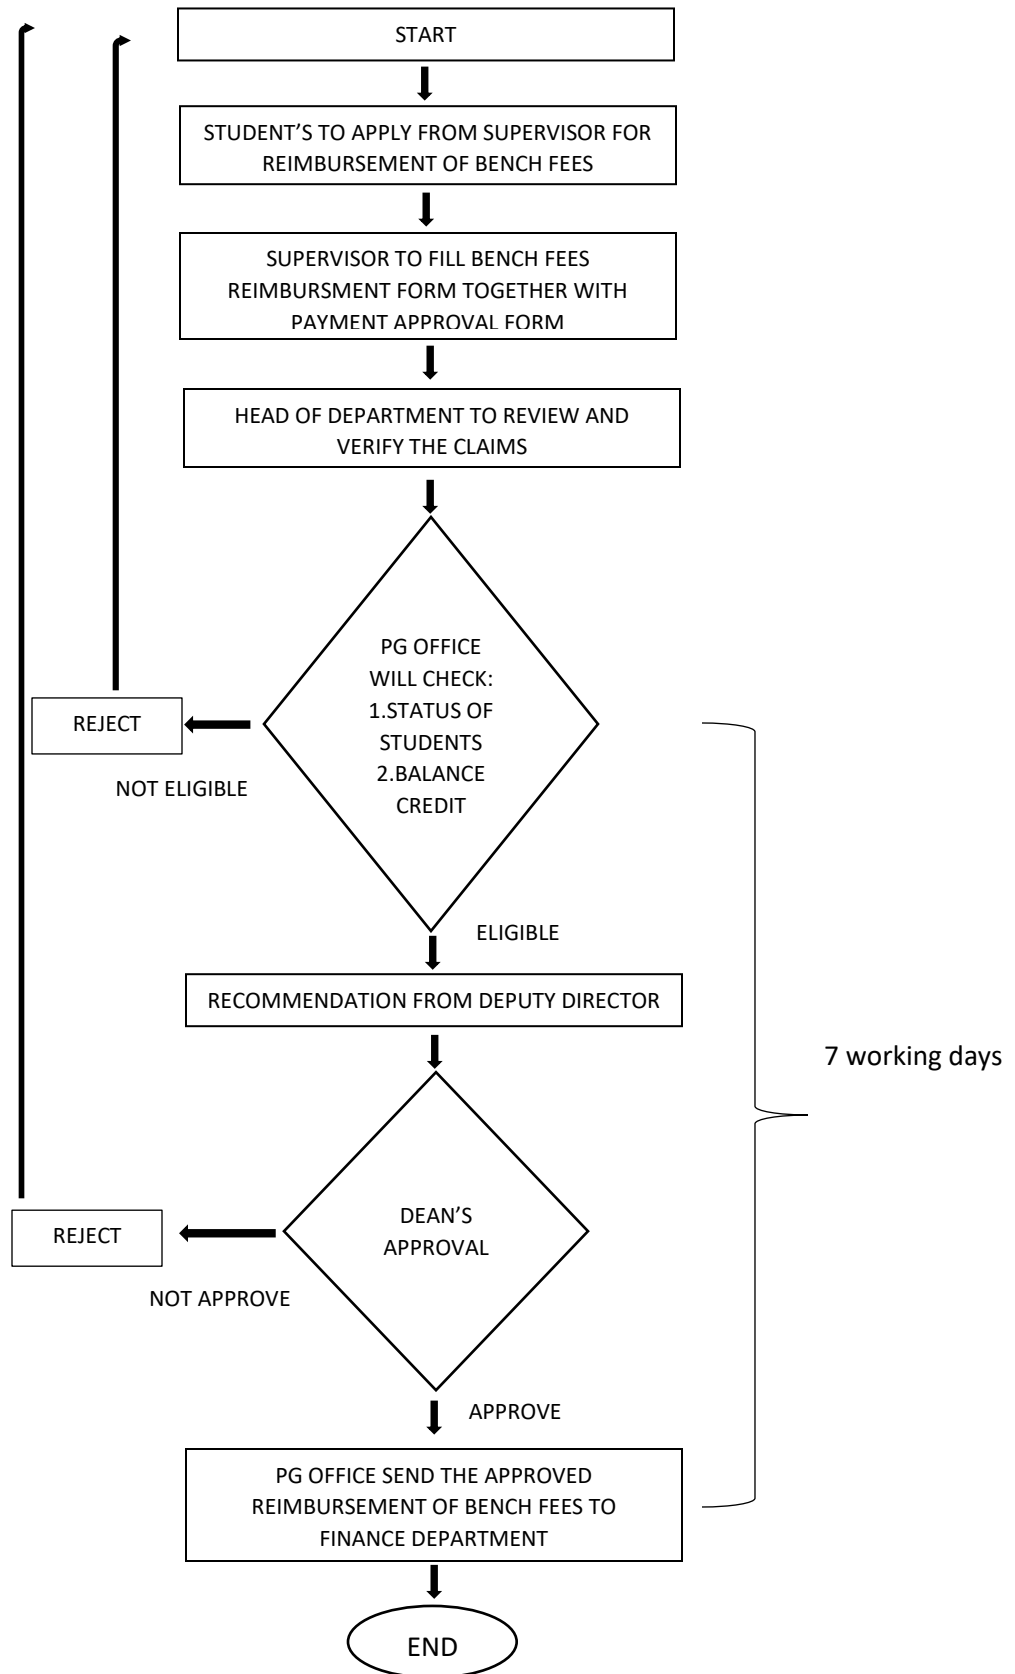 START
STUDENT’S TO APPLY FROM SUPERVISOR FOR
REIMBURSEMENT OF BENCH FEES
SUPERVISOR TO FILL BENCH FEES
REIMBURSMENT FORM TOGETHER WITH
PAYMENT APPROVAL FORM
HEAD OF DEPARTMENT TO REVIEW AND
VERIFY THE CLAIMS
PG OFFICE
WILL CHECK:
1.STATUS OF
STUDENTS
2.BALANCE
CREDIT
REJECT
NOT ELIGIBLE
ELIGIBLE
RECOMMENDATION FROM DEPUTY DIRECTOR
7 working days
DEAN’S
APPROVAL
REJECT
NOT APPROVE
APPROVE
PG OFFICE SEND THE APPROVED
REIMBURSEMENT OF BENCH FEES TO
FINANCE DEPARTMENT
END